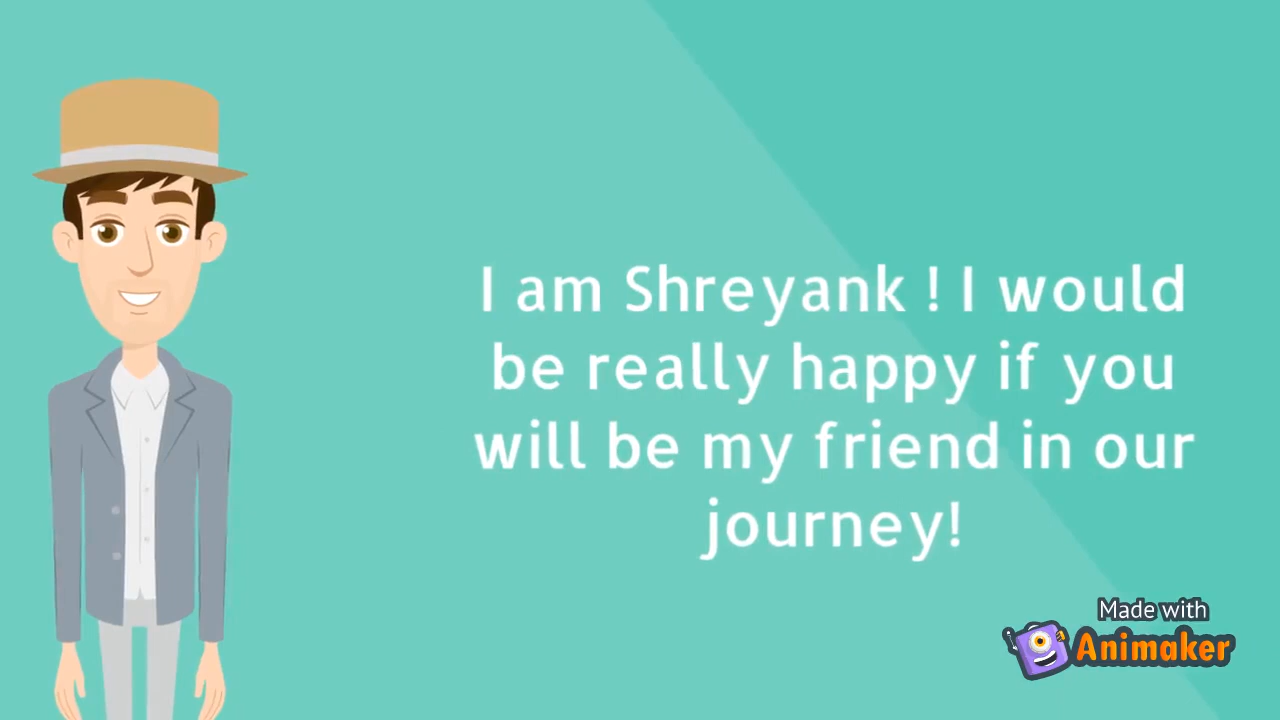 I am Shreyank ! I would
be really happy if you
will be my friend in our
journey!
Made with
Animaker